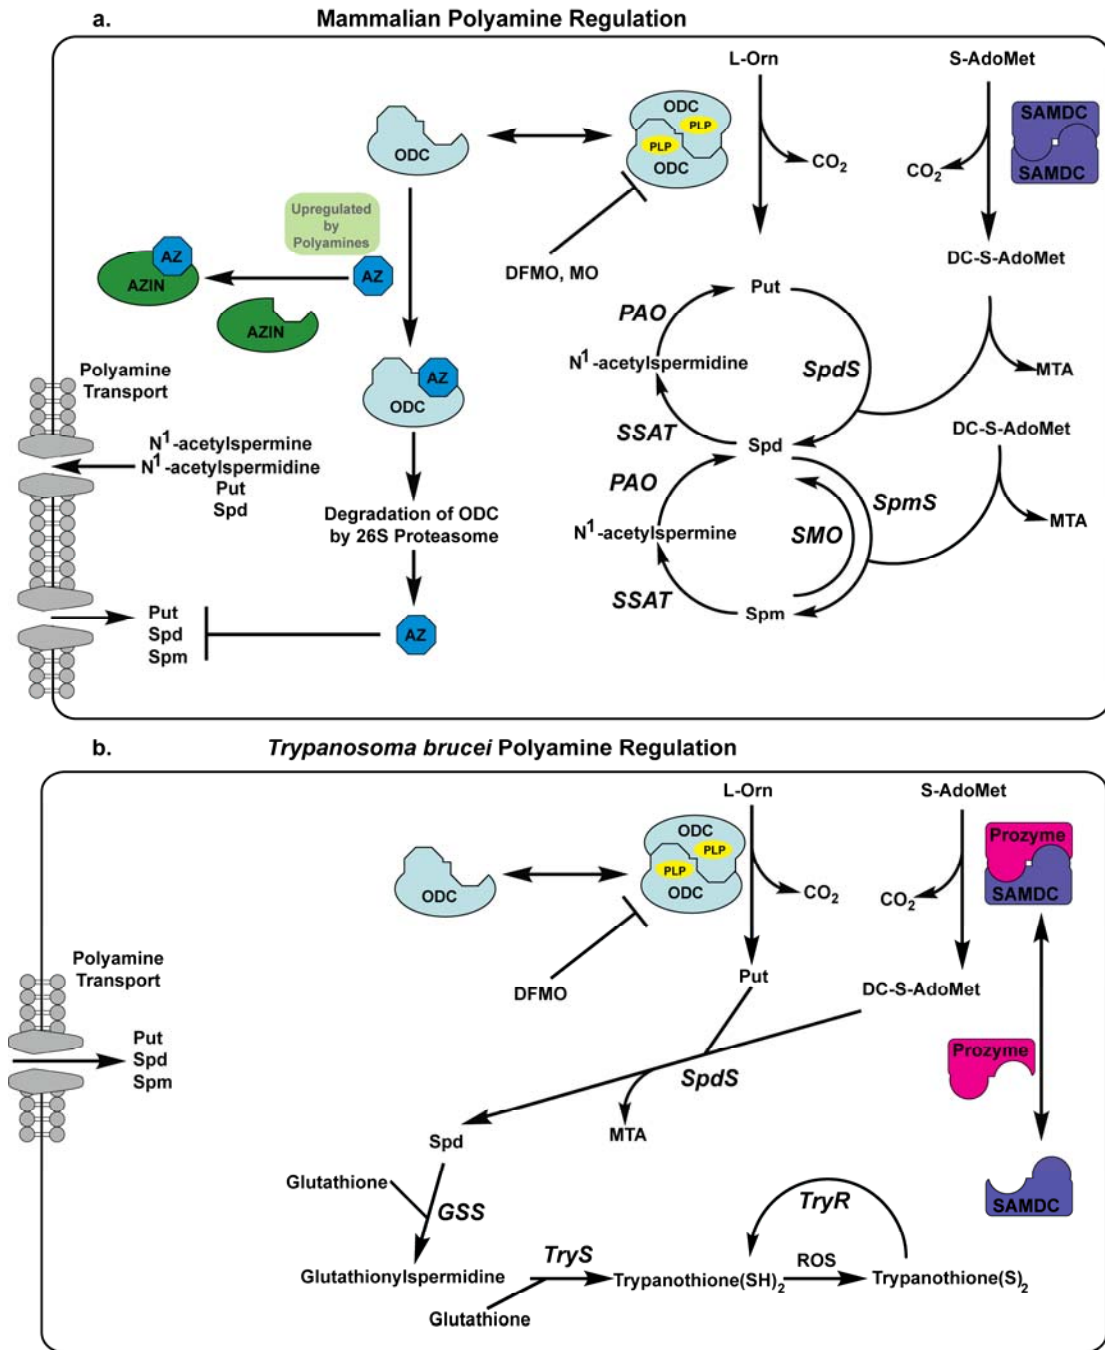 a.
Mammalian Polyamine Regulation
L-Orn
S-AdoMet
ODC
ODC
PLP
PLP
ODC
CO2
SAMDC
SAMDC
CO2
Upregulated
by
Polyamines
AZ
AZIN
AZ
AZIN
DFMO, MO
DC-S-AdoMet
Put
PAO
N1-acetylspermidine
SpdS
MTA
SSAT
Spd
DC-S-AdoMet
PAO
SpmS
N1-acetylspermine
SMO
MTA
SSAT
Spm
Polyamine
Transport
AZ
ODC
N1-acetylspermine
N1-acetylspermidine
Put
Spd
Degradation of ODC
by 26S Proteasome
Put
Spd
Spm
AZ
b.
Trypanosoma brucei Polyamine Regulation
L-Orn
S-AdoMet
ODC
ODC
PLP
PLP
ODC
CO2
CO2
Prozyme
SAMDC
DFMO
Put
DC-S-AdoMet
Polyamine
Transport
Put
Spd
Spm
Prozyme
SpdS
MTA
Spd
SAMDC
Glutathione
GSS
TryR
TryS
ROS
Glutathionylspermidine
Trypanothione(SH)2
Trypanothione(S)2
Glutathione